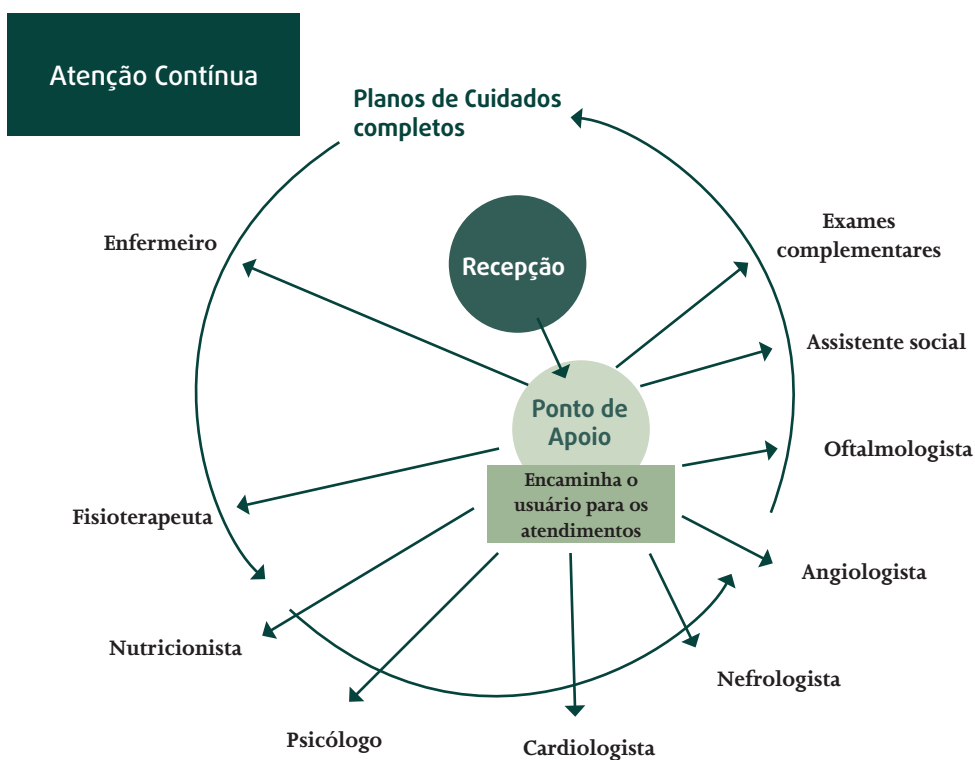 Atenção Contínua
Planos de Cuidados
completos
Enfermeiro
Recepção
Exames
complementares
Assistente social
Ponto de
Apoio
Oftalmologista
Encaminha o
usuário para os
atendimentos
Fisioterapeuta
Angiologista
Nutricionista
Nefrologista
Psicólogo
Cardiologista